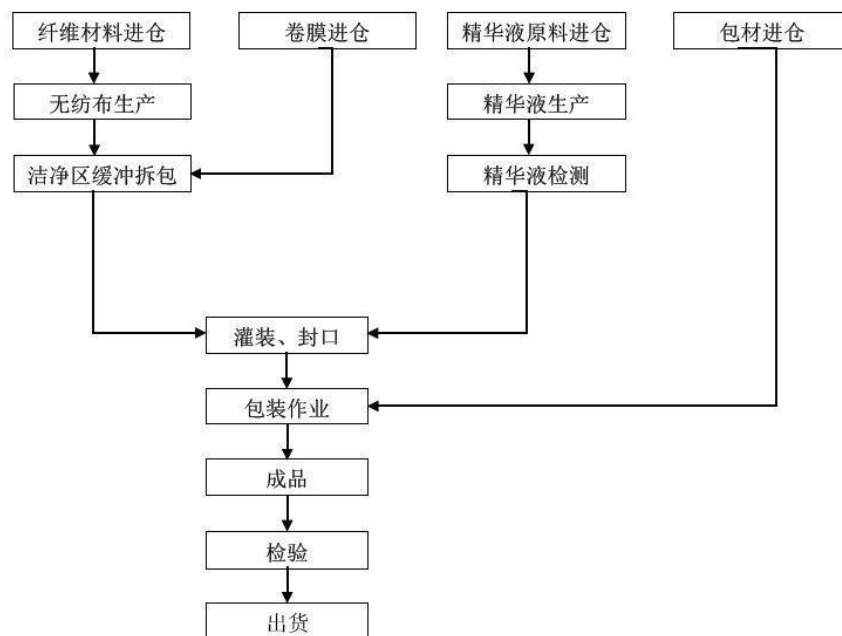 纤维材料进仓
卷膜进仓
精华液原料进仓
包材进仓
无纺布生产
精华液生产
洁净区缓冲拆包
精华液检测
灌装、封口
包装作业
成品
检验
出货